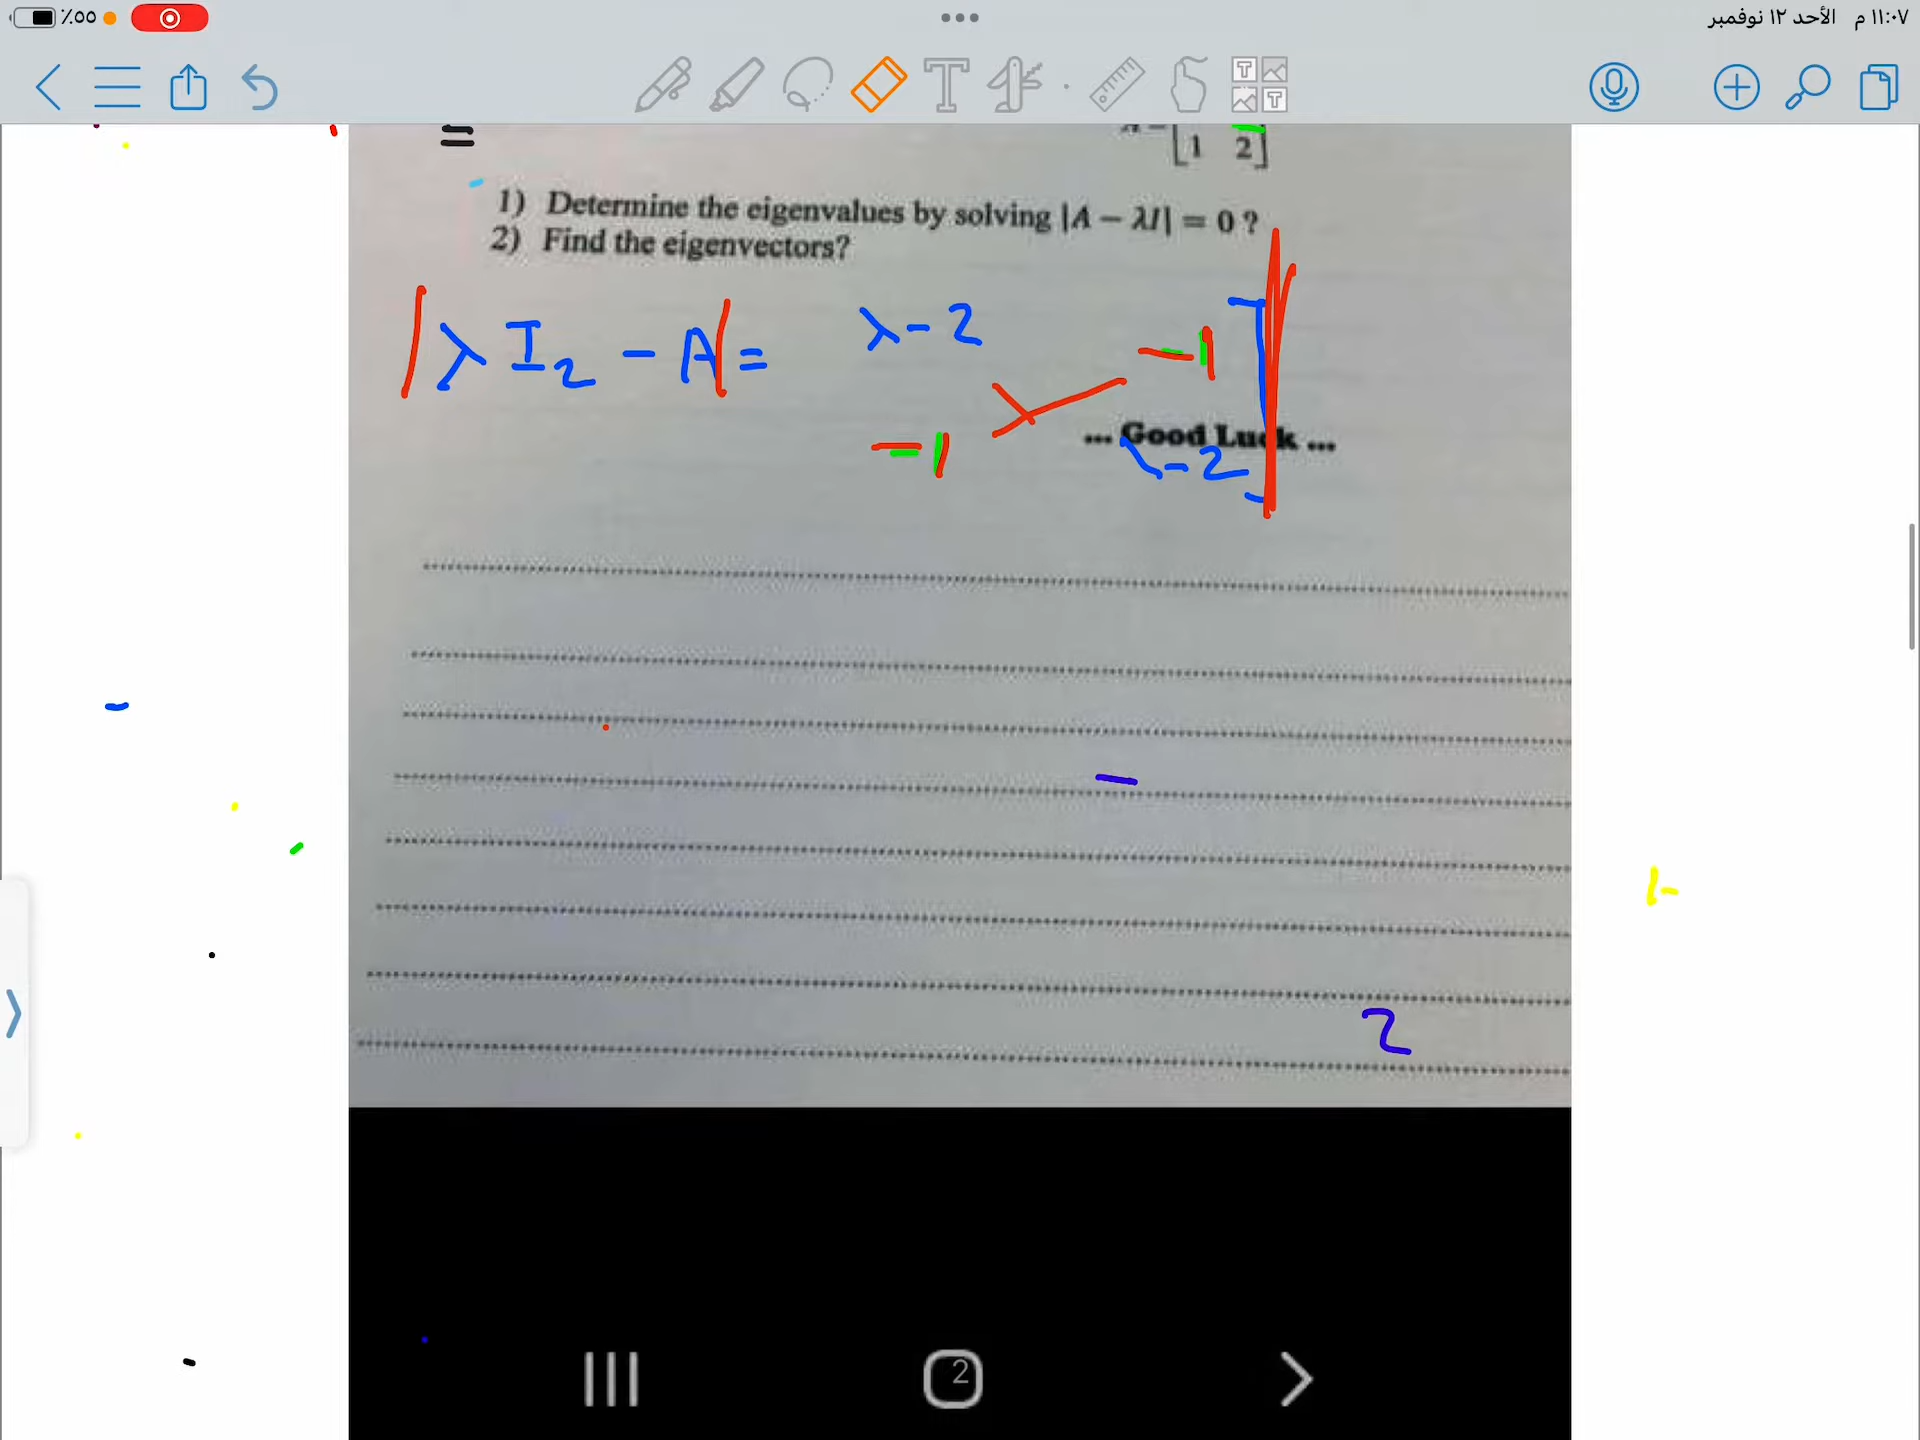 ٪٥٥
١١:٠٧ م الأحد ١٢ نوفمبر
1 2
1) Determine the eigenvalues by solving |A − λI| = 0 ?
2) Find the eigenvectors?
|λ I₂ − A| = λ − 2 −1
−1 λ − 2
... Good Luck ...
2
2